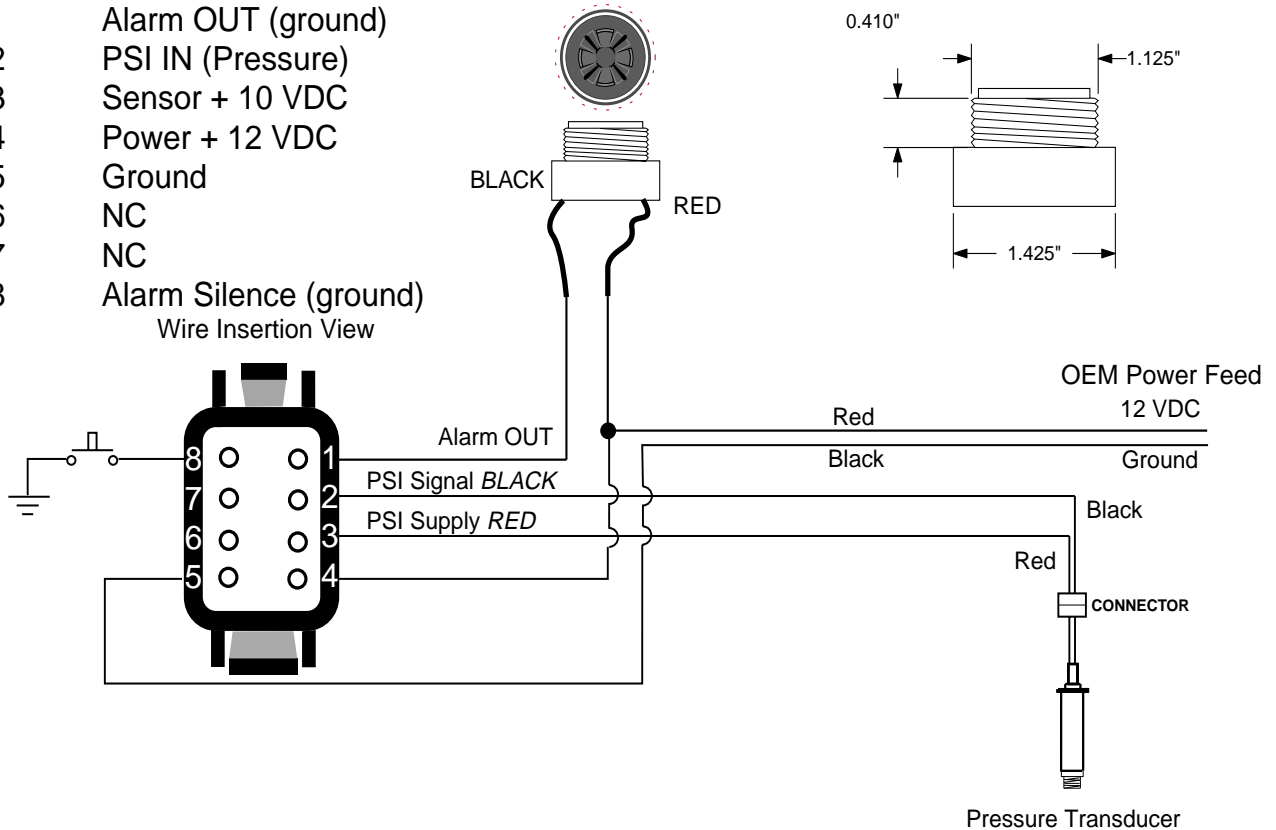 Alarm OUT (ground)
2 PSI IN (Pressure)
3 Sensor + 10 VDC
4 Power + 12 VDC
5 Ground
6 NC
7 NC
8 Alarm Silence (ground)
Wire Insertion View
BLACK
RED
0.410"
1.125"
1.425"
OEM Power Feed
12 VDC
Red
Black
Ground
Alarm OUT
PSI Signal BLACK
PSI Supply RED
8 1
7 2
6 3
5 4
Black
Red
CONNECTOR
Pressure Transducer